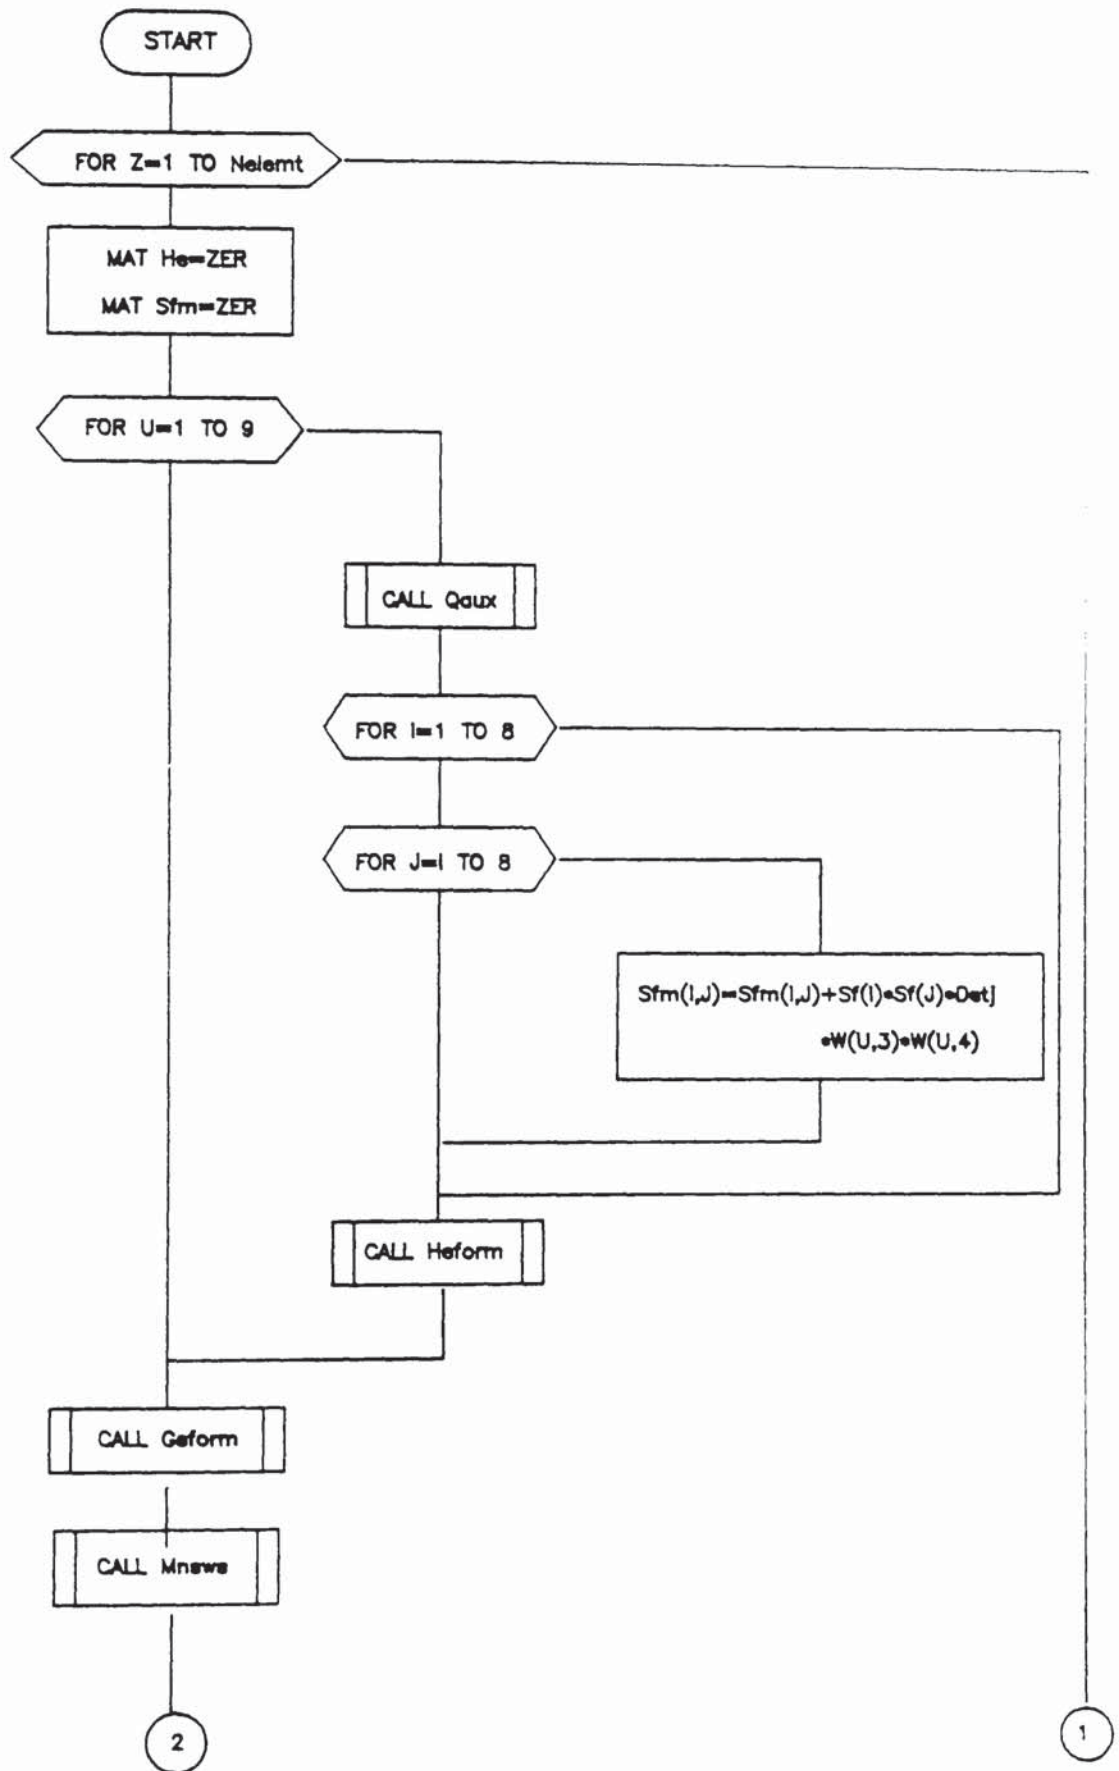 START
FOR Z=1 TO Nelemt
MAT He=ZER
MAT Sfm=ZER
FOR U=1 TO 9
CALL Qaux
FOR I=1 TO 8
FOR J=I TO 8
Sfm(I,J)=Sfm(I,J)+Sf(I)*Sf(J)*Detj
*W(U,3)*W(U,4)
CALL Heform
CALL Geform
CALL Mnsws
2
1